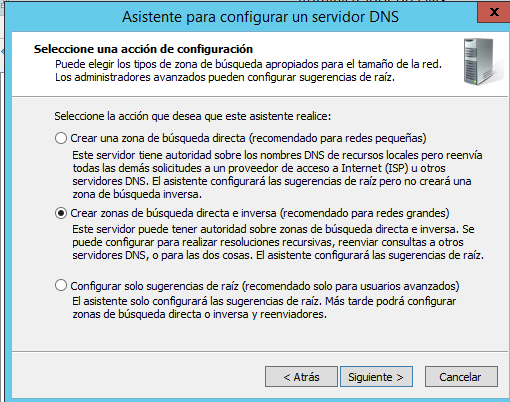 Asistente para configurar un servidor DNS
x
Seleccione una acción de configuración
Puede elegir los tipos de zona de búsqueda apropiados para el tamaño de la red.
Los administradores avanzados pueden configurar sugerencias de raíz.
Seleccione la acción que desea que este asistente realice:
Crear una zona de búsqueda directa (recomendado para redes pequeñas)
Este servidor tiene autoridad sobre los nombres DNS de recursos locales pero reenvía
todas las demás solicitudes a un proveedor de acceso a Internet (ISP) u otros
servidores DNS. El asistente configurará las sugerencias de raíz pero no creará una
zona de búsqueda inversa.
Crear zonas de búsqueda directa e inversa (recomendado para redes grandes)
Este servidor puede tener autoridad sobre zonas de búsqueda directa e inversa. Se
puede configurar para realizar resoluciones recursivas, reenviar consultas a otros
servidores DNS, o para las dos cosas. El asistente configurará las sugerencias de raíz.
Configurar solo sugerencias de raíz (recomendado solo para usuarios avanzados)
El asistente solo configurará las sugerencias de raíz. Más tarde podrá configurar
zonas de búsqueda directa o inversa y reenviadores.
< Atrás
Siguiente >
Cancelar